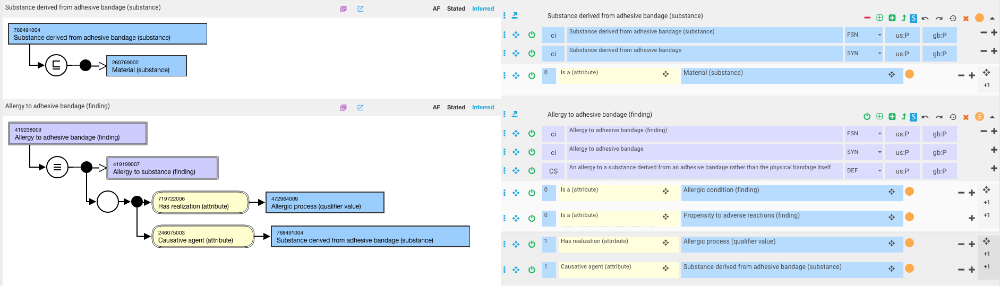 Substance derived from adhesive bandage (substance)
AF Stated Inferred
768491004
Substance derived from adhesive bandage (substance)
260769002
Material (substance)
Allergy to adhesive bandage (finding)
AF Stated Inferred
419238009
Allergy to adhesive bandage (finding)
419199007
Allergy to substance (finding)
719722006
Has realization (attribute)
472964009
Allergic process (qualifier value)
246075003
Causative agent (attribute)
768491004
Substance derived from adhesive bandage (substance)
Substance derived from adhesive bandage (substance)
S
ci Substance derived from adhesive bandage (substance) FSN us:P gb:P
ci Substance derived from adhesive bandage SYN us:P gb:P
0 Is a (attribute) Material (substance)
+1
Allergy to adhesive bandage (finding)
S
ci Allergy to adhesive bandage (finding) FSN us:P gb:P
ci Allergy to adhesive bandage SYN us:P gb:P
CS An allergy to a substance derived from an adhesive bandage rather than the physical bandage itself. DEF us:P gb:P
0 Is a (attribute) Allergic condition (finding)
+1
0 Is a (attribute) Propensity to adverse reactions (finding) +1
1 Has realization (attribute) Allergic process (qualifier value)
+1
1 Causative agent (attribute) Substance derived from adhesive bandage (substance) +1